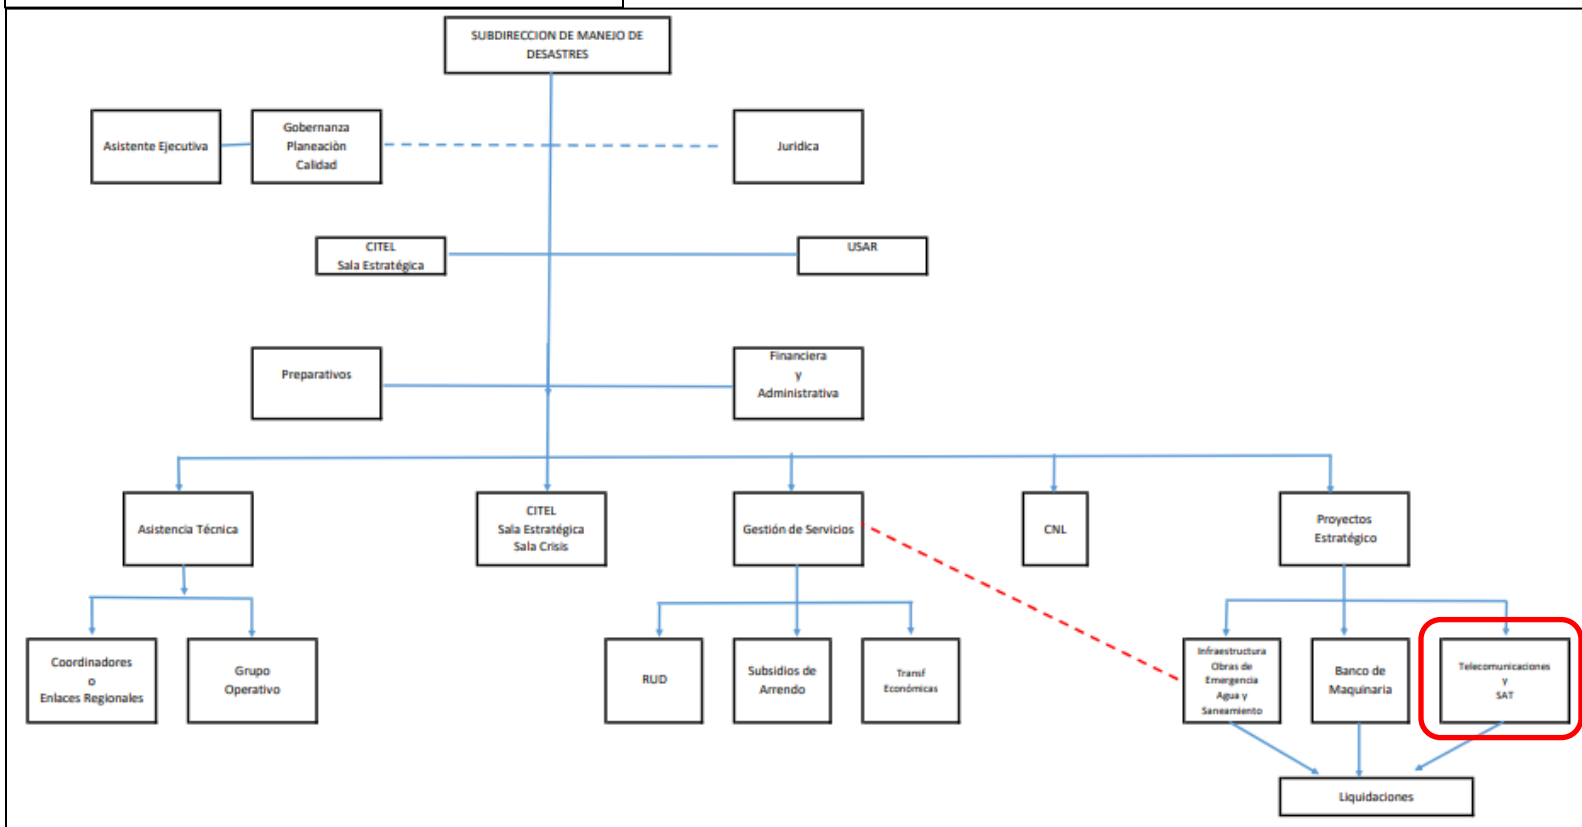 SUBDIRECCION DE MANEJO DE
DESASTRES
Asistente Ejecutiva
Gobernanza
Planeaciòn
Calidad
Juridica
CITEL
Sala Estratégica
USAR
Preparativos
Financiera
y
Administrativa
Asistencia Técnica
CITEL
Sala Estratégica
Sala Crisis
Gestión de Servicios
CNL
Proyectos
Estratégico
Coordinadores
o
Enlaces Regionales
Grupo
Operativo
RUD
Subsidios de
Arrendo
Transf
Económicas
Infraestructura
Obras de
Emergencia
Agua y
Saneamiento
Banco de
Maquinaria
Telecomunicaciones
y
SAT
Liquidaciones